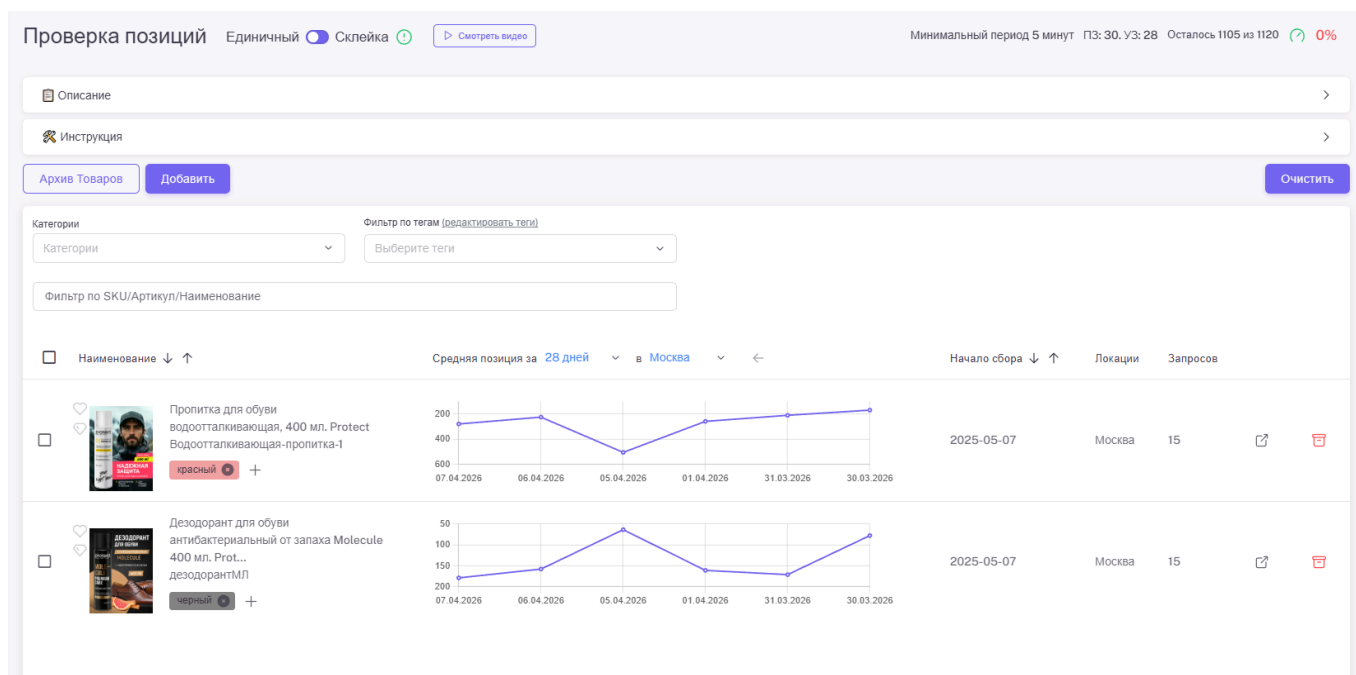 Проверка позиций
Единичный Склейка
Смотреть видео
Минимальный период 5 минут ПЗ: 30. УЗ: 28 Осталось 1105 из 1120 0%
Описание
Инструкция
Архив Товаров
Добавить
Очистить
Категории
Фильтр по тегам (редактировать теги)
Категории
Выберите теги
Фильтр по SKU/Артикул/Наименование
Наименование
Средняя позиция за 28 дней в Москва
Начало сбора
Локации
Запросов
Пропитка для обуви
водоотталкивающая, 400 мл. Protect
Водоотталкивающая-пропитка-1
красный
НАДЕЖНАЯ
ЗАЩИТА
200
400
600
07.04.2026 06.04.2026 05.04.2026 01.04.2026 31.03.2026 30.03.2026
2025-05-07
Москва
15
Дезодорант для обуви
антибактериальный от запаха Molecule
400 мл. Prot...
дезодорантМЛ
черный
ДЕЗОДОРАНТ
ДЛЯ ОБУВИ
MOLECULE
50
100
150
200
07.04.2026 06.04.2026 05.04.2026 01.04.2026 31.03.2026 30.03.2026
2025-05-07
Москва
15